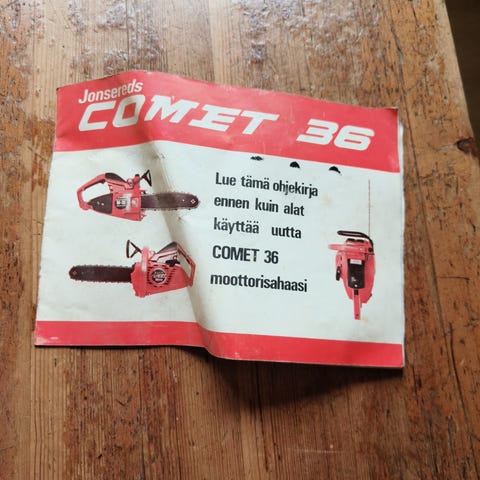 Jonsereds
COMET 36
Lue tämä ohjekirja
ennen kuin alat
käyttää uutta
COMET 36
moottorisahaasi